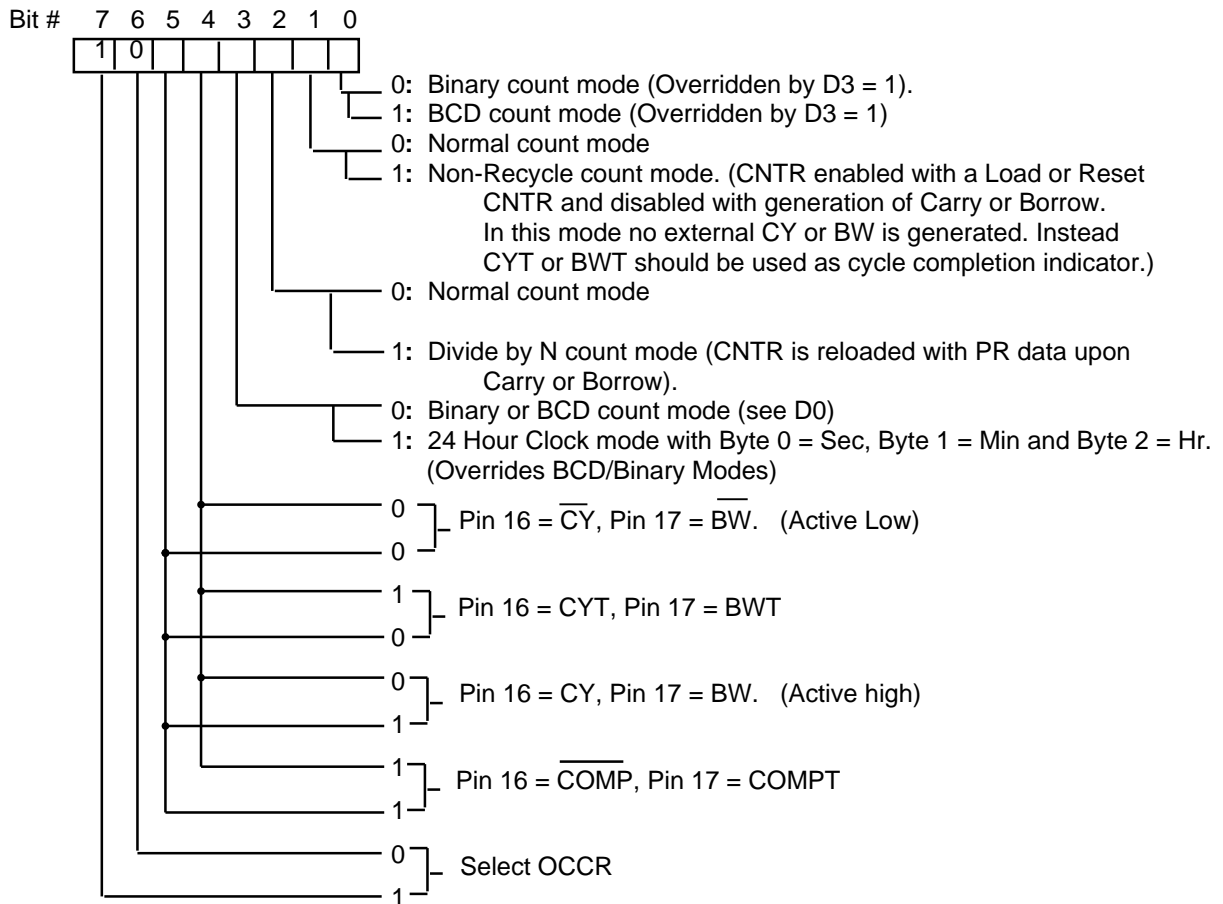 Bit # 7 6 5 4 3 2 1 0
1 0
0: Binary count mode (Overridden by D3 = 1).
1: BCD count mode (Overridden by D3 = 1)
0: Normal count mode
1: Non-Recycle count mode. (CNTR enabled with a Load or Reset
CNTR and disabled with generation of Carry or Borrow.
In this mode no external CY or BW is generated. Instead
CYT or BWT should be used as cycle completion indicator.)
0: Normal count mode
1: Divide by N count mode (CNTR is reloaded with PR data upon
Carry or Borrow).
0: Binary or BCD count mode (see D0)
1: 24 Hour Clock mode with Byte 0 = Sec, Byte 1 = Min and Byte 2 = Hr.
(Overrides BCD/Binary Modes)
0
Pin 16 = C̅Y̅, Pin 17 = B̅W̅. (Active Low)
0
1
Pin 16 = CYT, Pin 17 = BWT
0
0
Pin 16 = CY, Pin 17 = BW. (Active high)
1
1
Pin 16 = C̅O̅M̅P̅, Pin 17 = COMPT
1
0
Select OCCR
1